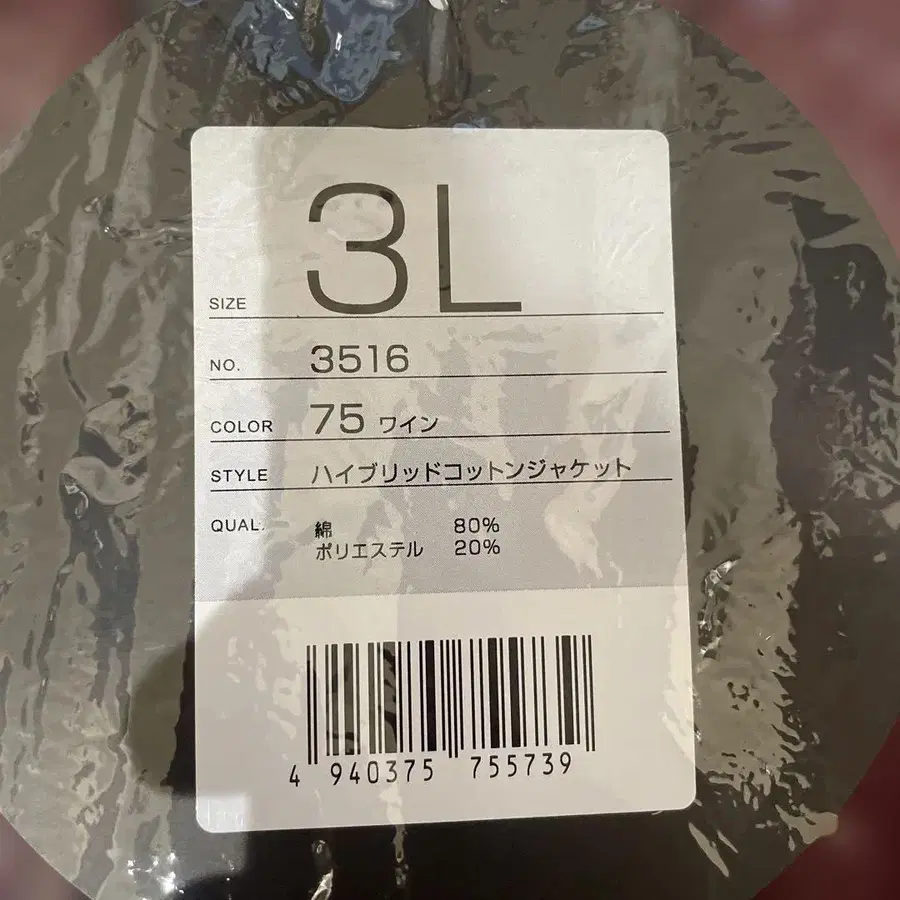 SIZE 3L
NO. 3516
COLOR 75 ワイン
STYLE ハイブリッドコットンジャケット
QUAL. 綿 80%
ポリエステル 20%
4 940375 755739